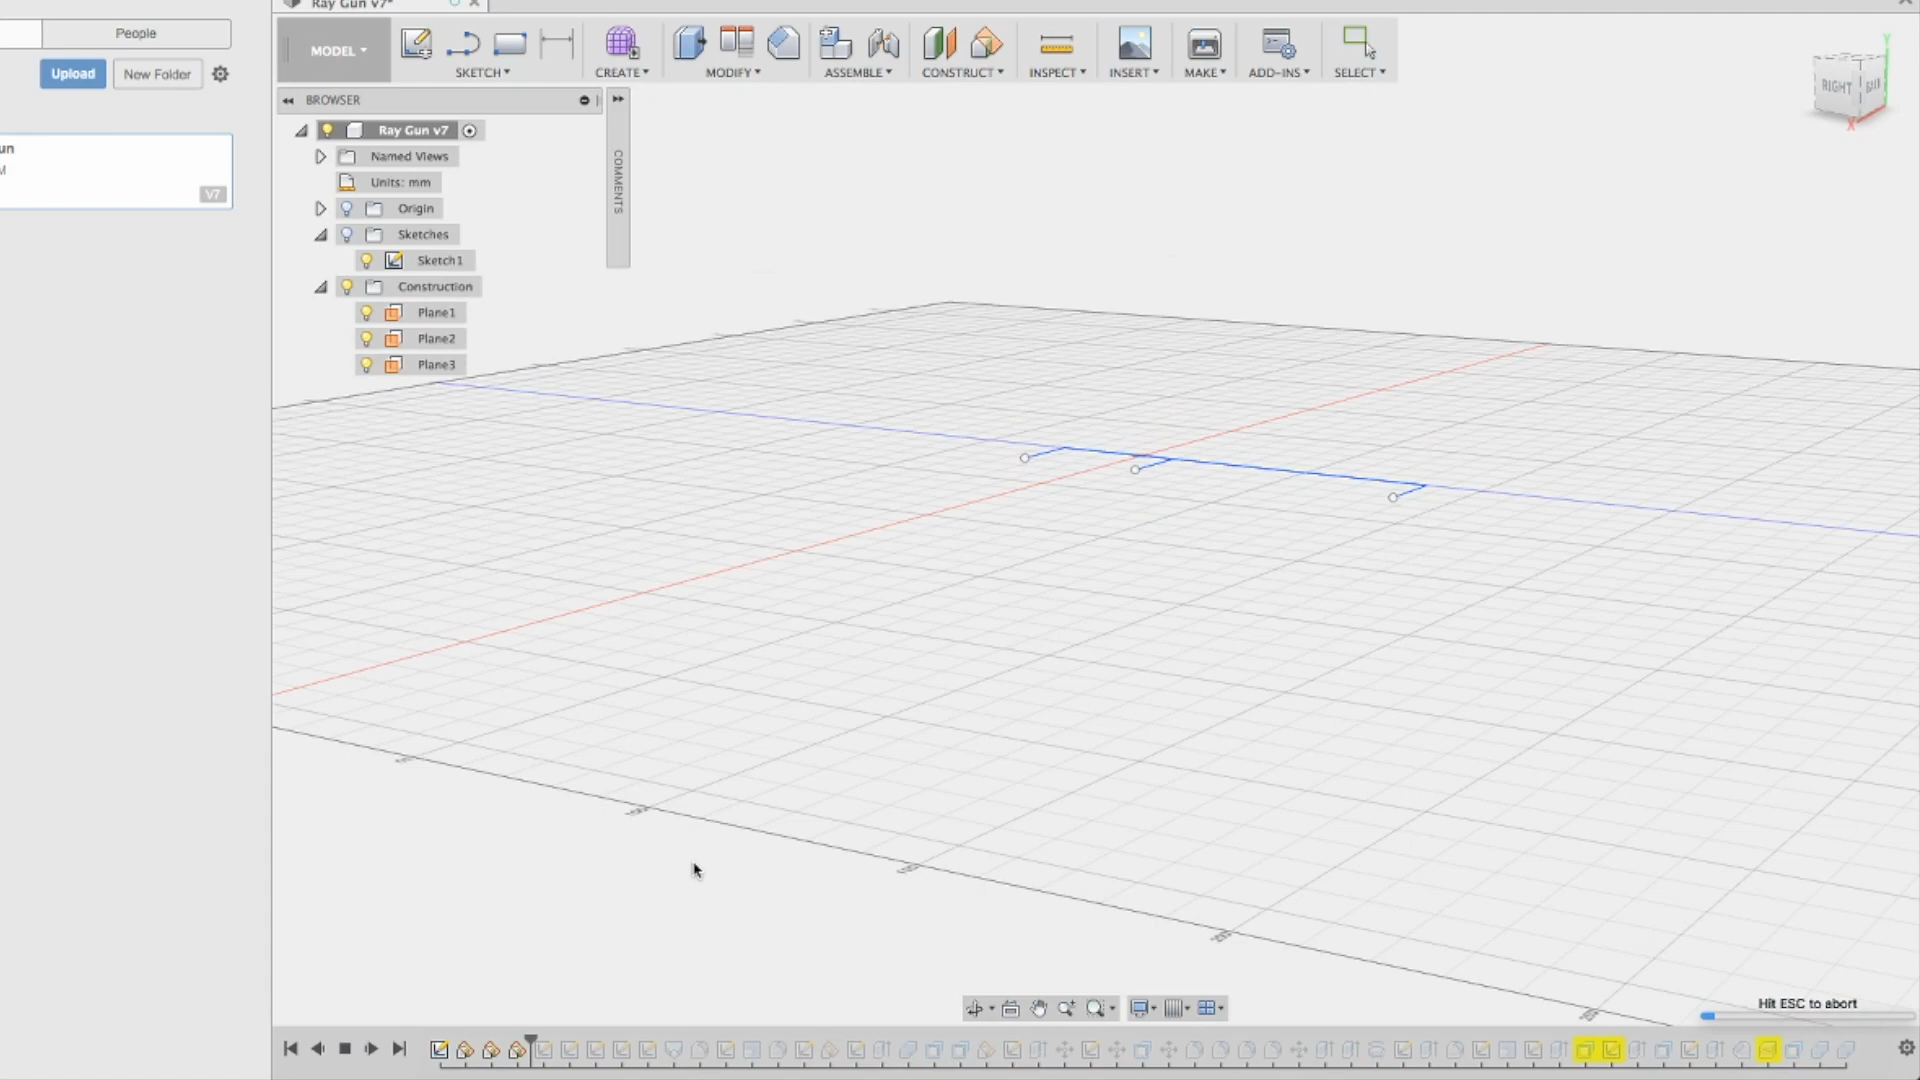 Ray Gun v7*
People
Upload
New Folder
un
M
V7
MODEL
SKETCH
CREATE
MODIFY
ASSEMBLE
CONSTRUCT
INSPECT
INSERT
MAKE
ADD-INS
SELECT
BROWSER
Ray Gun v7
Named Views
Units: mm
Origin
Sketches
Sketch1
Construction
Plane1
Plane2
Plane3
COMMENTS
RIGHT
Y
X
Hit ESC to abort